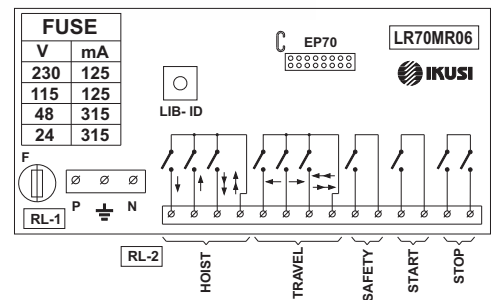 FUSE
V mA
230 125
115 125
48 315
24 315
EP70
LR70MR06
IKUSI
LIB- ID
F
P N
RL-1
RL-2
HOIST
TRAVEL
SAFETY
START
STOP